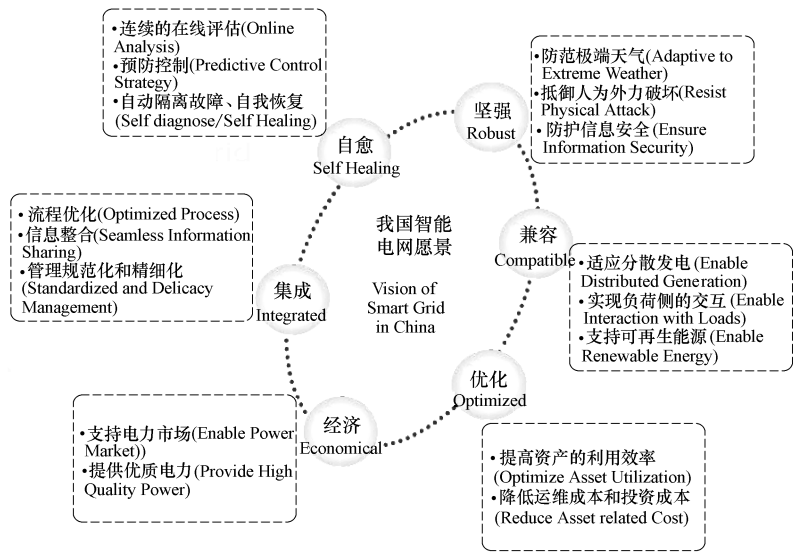 • 连续的在线评估(Online
Analysis)
• 预防控制(Predictive Control
Strategy)
• 自动隔离故障、自我恢复
(Self diagnose/Self Healing)
自愈
Self Healing
坚强
Robust
• 防范极端天气(Adaptive to
Extreme Weather)
• 抵御人为外力破坏(Resist
Physical Attack)
• 防护信息安全(Ensure
Information Security)
• 流程优化(Optimized Process)
• 信息整合(Seamless Information
Sharing)
• 管理规范化和精细化
(Standardized and Delicacy
Management)
集成
Integrated
我国智能
电网愿景
Vision of
Smart Grid
in China
兼容
Compatible
• 适应分散发电(Enable
Distributed Generation)
• 实现负荷侧的交互(Enable
Interaction with Loads)
• 支持可再生能源(Enable
Renewable Energy)
优化
Optimized
经济
Economical
• 支持电力市场(Enable Power
Market))
• 提供优质电力(Provide High
Quality Power)
• 提高资产的利用效率
(Optimize Asset Utilization)
• 降低运维成本和投资成本
(Reduce Asset related Cost)